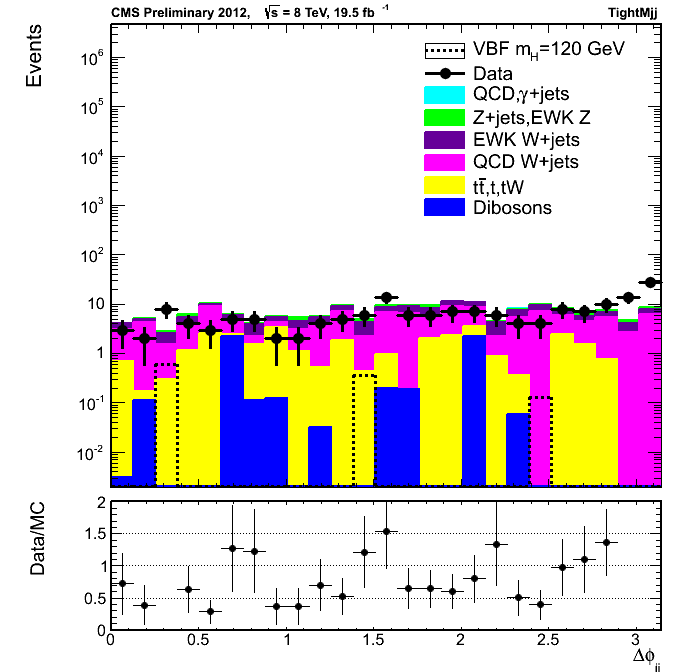 CMS Preliminary 2012, √s = 8 TeV, 19.5 fb⁻¹ TightMjj
Events
VBF m_H=120 GeV
Data
QCD,γ+jets
Z+jets,EWK Z
EWK W+jets
QCD W+jets
tt̄,t,tW
Dibosons
10⁶
10⁵
10⁴
10³
10²
10
1
10⁻¹
10⁻²
Data/MC
2
1.5
1
0.5
0
0 0.5 1 1.5 2 2.5 3
Δϕ_jj